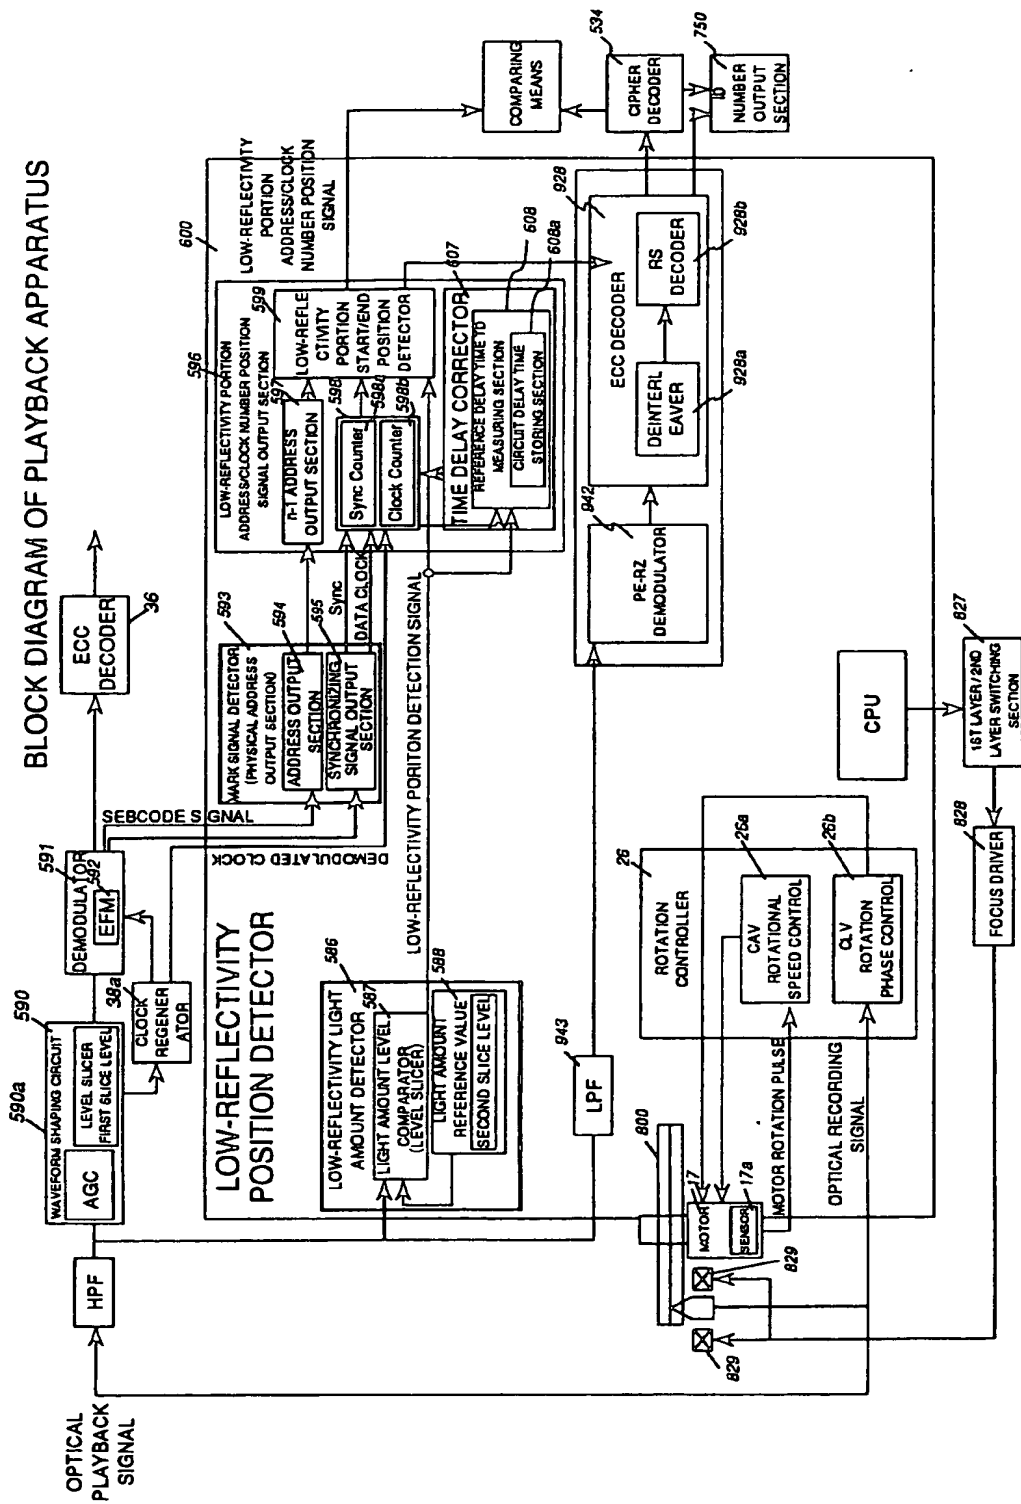 BLOCK DIAGRAM OF PLAYBACK APPARATUS
OPTICAL
PLAYBACK
SIGNAL
HPF
590a
590
WAVEFORM SHAPING CIRCUIT
AGC
LEVEL SLICER
FIRST SLICE LEVEL
38a
CLOCK
REGENER
ATOR
591
DEMODULATOR
592
EFM
ECC
DECODER
36
SEBCODE SIGNAL
DEMODULATED CLOCK
LOW-REFLECTIVITY
POSITION DETECTOR
600
586
LOW-REFLECTIVITY LIGHT
AMOUNT DETECTOR
587
LIGHT AMOUNT LEVEL
COMPARATOR
(LEVEL SLICER)
588
LIGHT AMOUNT
REFERENCE VALUE
SECOND SLICE LEVEL
LOW-REFLECTIVITY PORITON DETECTION SIGNAL
593
MARK SIGNAL DETECTOR
(PHYSICAL ADDRESS
OUTPUT SECTION)
594
ADDRESS OUTPUT
SECTION
595
SYNCHRONIZING
SIGNAL OUTPUT
SECTION
Sync
DATA CLOCK
596
LOW-REFLECTIVITY PORTION
ADDRESS/CLOCK NUMBER POSITION
SIGNAL OUTPUT SECTION
597
n-1 ADDRESS
OUTPUT SECTION
598
598a
Sync Counter
598b
Clock Counter
599
LOW-REFLE
CTIVITY
PORTION
START/END
POSITION
DETECTOR
LOW-REFLECTIVITY
PORTION
ADDRESS/CLOCK
NUMBER POSITION
SIGNAL
607
TIME DELAY CORRECTOR
608
REFERENCE DELAY TIME TD
MEASURING SECTION
608a
CIRCUIT DELAY TIME
STORING SECTION
COMPARING
MEANS
534
CIPHER
DECODER
750
ID
NUMBER
OUTPUT
SECTION
943
LPF
942
PE-RZ
DEMODULATOR
928
ECC DECODER
928a
DEINTERL
EAVER
928b
RS
DECODER
800
17
MOTOR
17a
SENSOR
829
829
MOTOR ROTATION PULSE
OPTICAL RECORDING
SIGNAL
26
ROTATION
CONTROLLER
26a
CAV
ROTATIONAL
SPEED CONTROL
26b
CLV
ROTATION
PHASE CONTROL
CPU
827
1ST LAYER / 2ND
LAYER SWITCHING
SECTION
828
FOCUS DRIVER